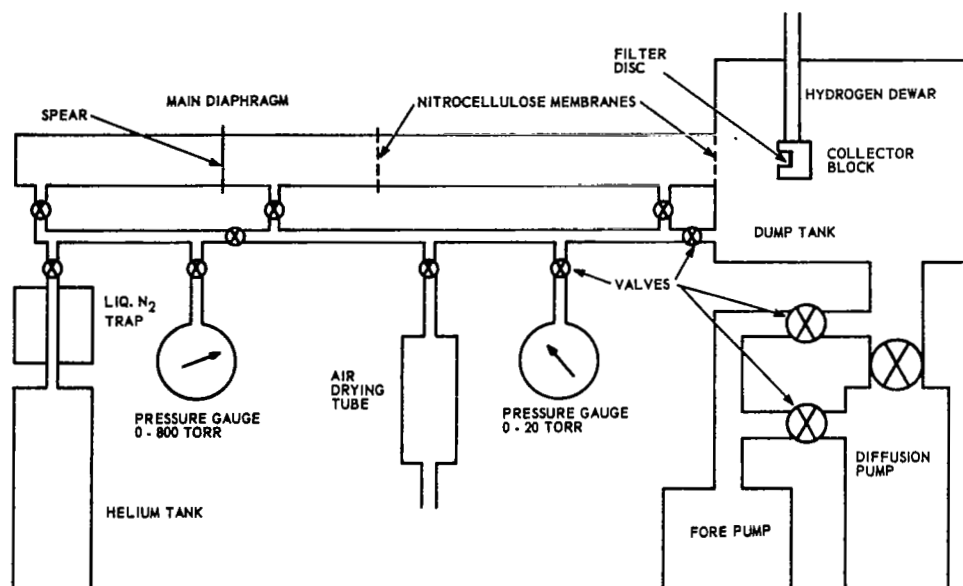 FILTER
DISC
MAIN DIAPHRAGM
NITROCELLULOSE MEMBRANES
HYDROGEN DEWAR
SPEAR
COLLECTOR
BLOCK
DUMP TANK
VALVES
LIQ. N₂
TRAP
AIR
DRYING
TUBE
PRESSURE GAUGE
0 - 800 TORR
PRESSURE GAUGE
0 - 20 TORR
DIFFUSION
PUMP
HELIUM TANK
FORE PUMP